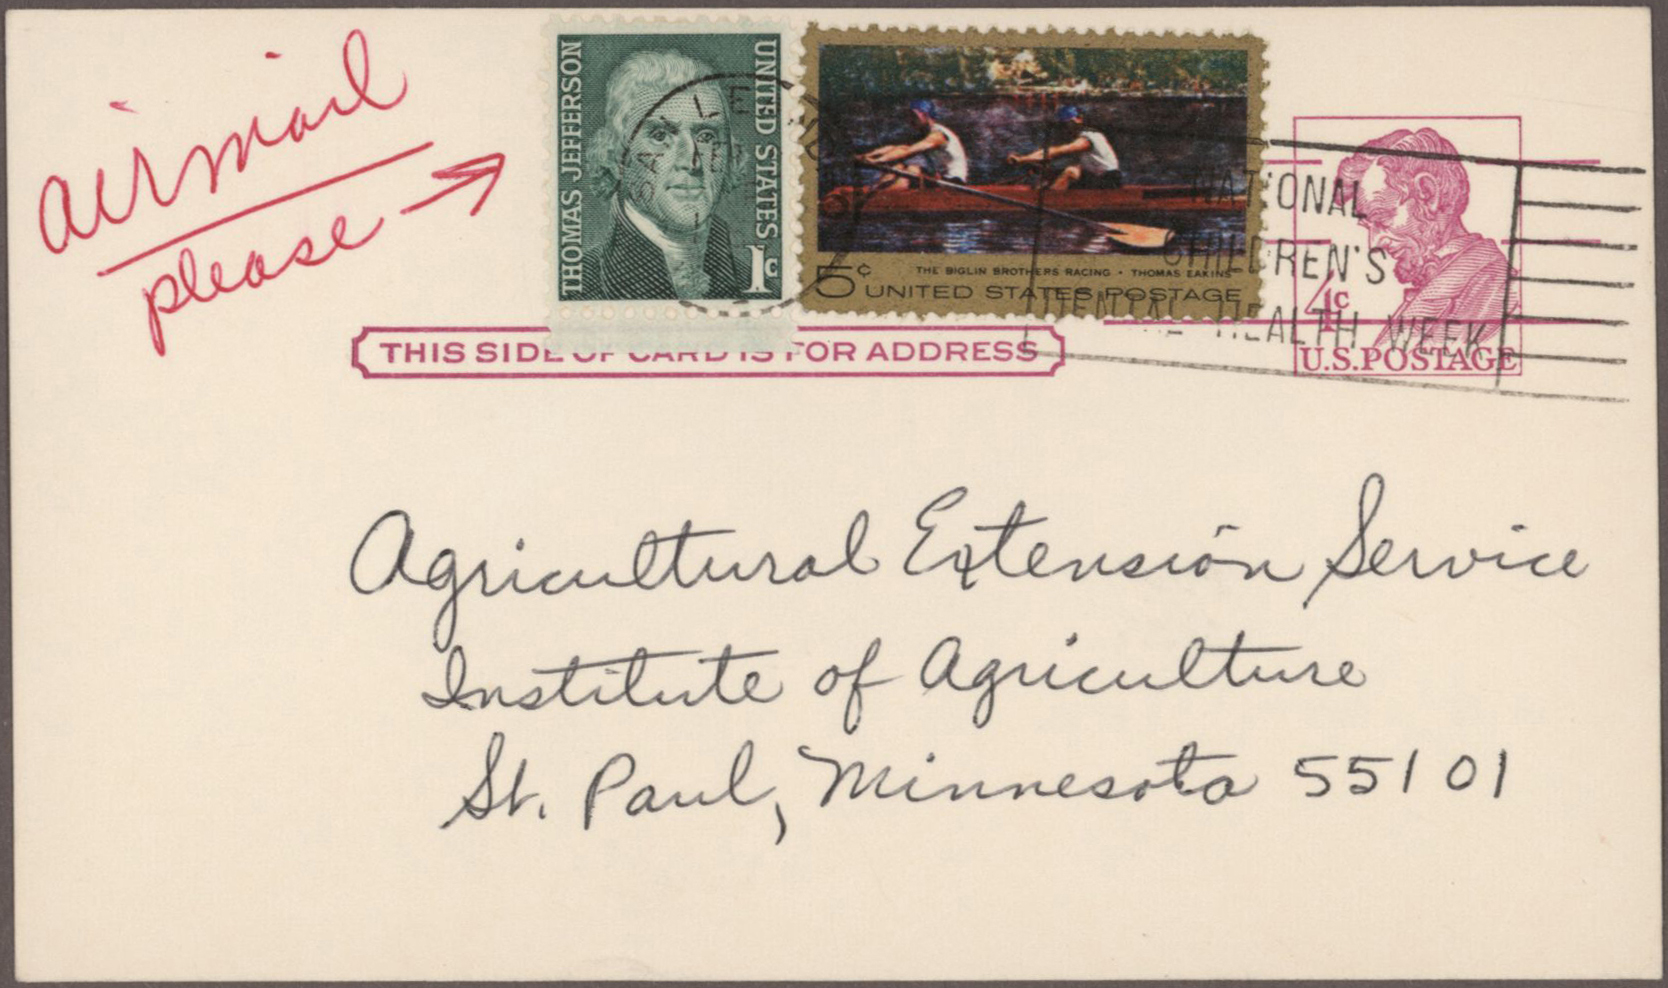 airmail
please →
THOMAS JEFFERSON
UNITED STATES
1c
5c
THE BIGLIN BROTHERS RACING · THOMAS EAKINS
UNITED STATES POSTAGE
NATIONAL
CHILDREN'S
DENTAL HEALTH WEEK
4c
U.S.POSTAGE
THIS SIDE OF CARD IS FOR ADDRESS
Agricultural Extension Service
Institute of Agriculture
St. Paul, Minnesota 55101